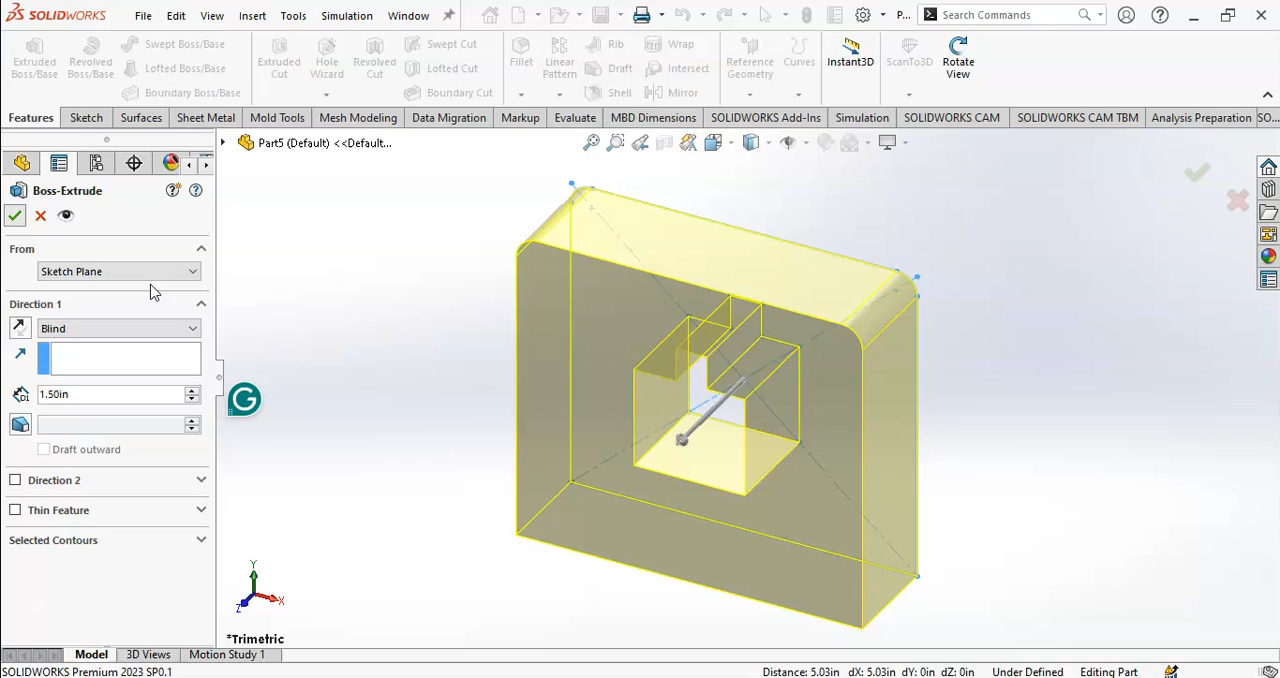 SOLIDWORKS File Edit View Insert Tools Simulation Window P... Search Commands
Extruded Boss/Base
Revolved Boss/Base
Swept Boss/Base
Lofted Boss/Base
Boundary Boss/Base
Extruded Cut
Hole Wizard
Revolved Cut
Swept Cut
Lofted Cut
Boundary Cut
Fillet
Linear Pattern
Rib
Draft
Shell
Wrap
Intersect
Mirror
Reference Geometry
Curves
Instant3D
ScanTo3D
Rotate View
Features Sketch Surfaces Sheet Metal Mold Tools Mesh Modeling Data Migration Markup Evaluate MBD Dimensions SOLIDWORKS Add-Ins Simulation SOLIDWORKS CAM SOLIDWORKS CAM TBM Analysis Preparation SO...
Part5 (Default) <<Default...
Boss-Extrude
From
Sketch Plane
Direction 1
Blind
D1
1.50in
Draft outward
Direction 2
Thin Feature
Selected Contours
G
Y
X
Z
*Trimetric
Model 3D Views Motion Study 1
SOLIDWORKS Premium 2023 SP0.1 Distance: 5.03in dX: 5.03in dY: 0in dZ: 0in Under Defined Editing Part